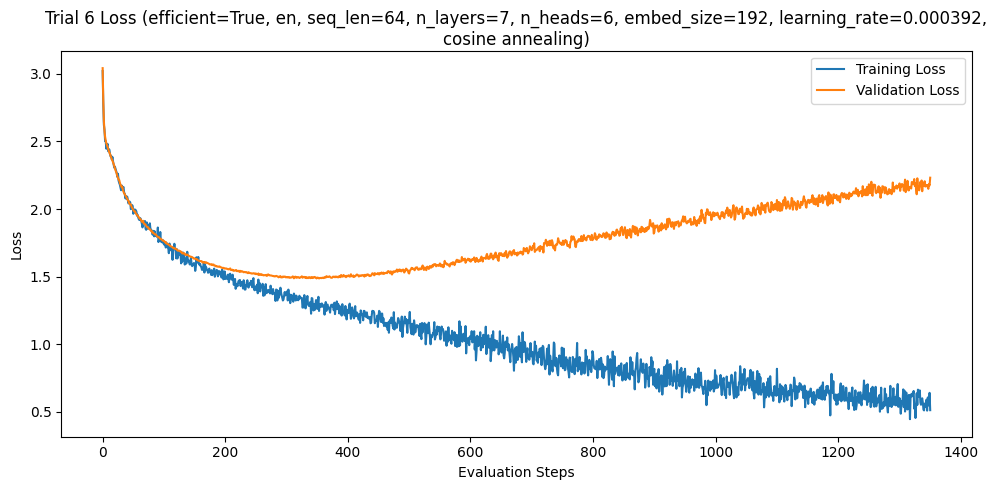 Trial 6 Loss (efficient=True, en, seq_len=64, n_layers=7, n_heads=6, embed_size=192, learning_rate=0.000392,
cosine annealing)
Training Loss
Validation Loss
Loss
3.0
2.5
2.0
1.5
1.0
0.5
0
200
400
600
800
1000
1200
1400
Evaluation Steps